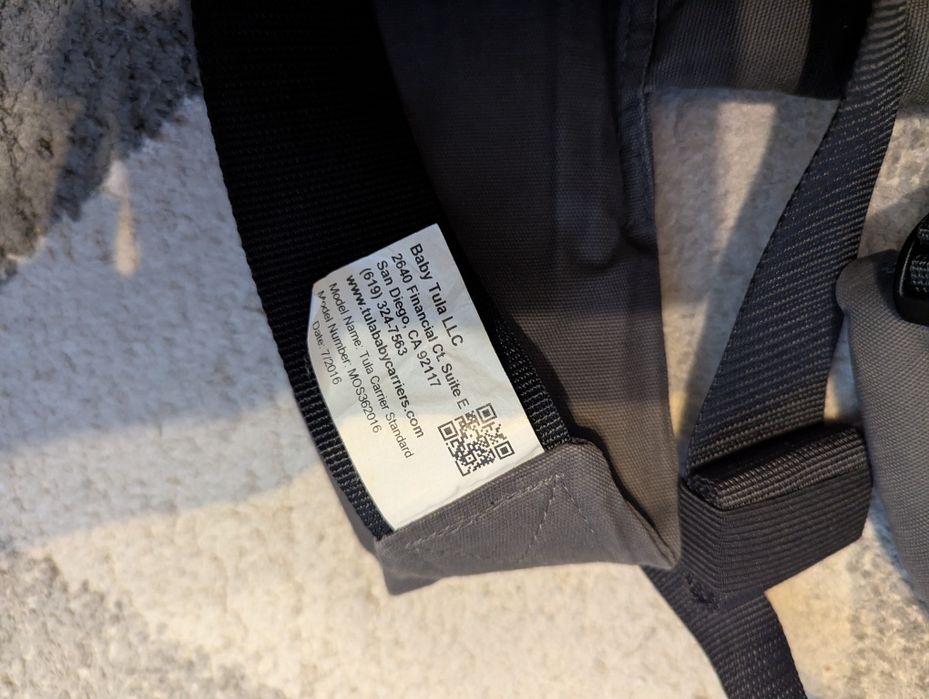 Baby Tula LLC
2640 Financial Ct. Suite E
San Diego, CA 92117
(619) 324-7563
www.tulababycarriers.com
Model Name: Tula Carrier Standard
Model Number: MOS362016
Date: 7/2016